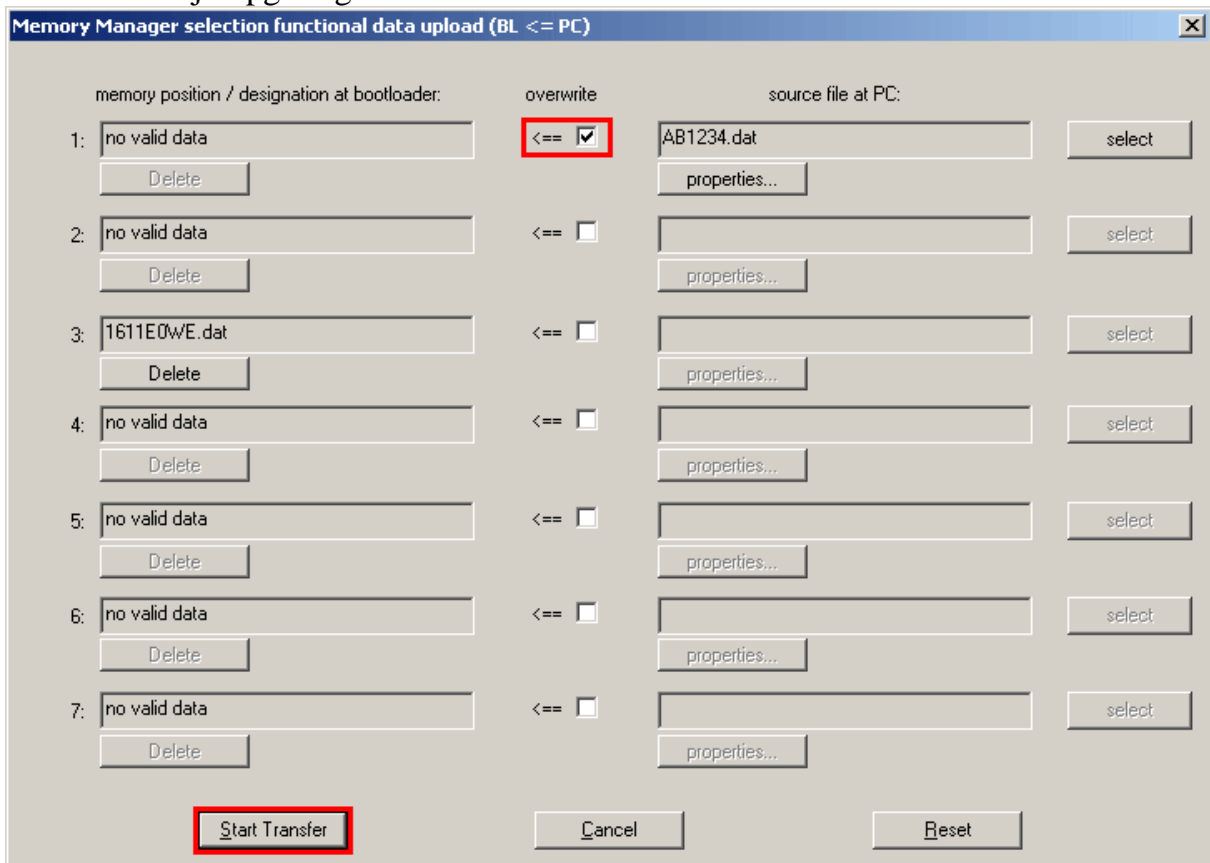 Memory Manager selection functional data upload (BL <= PC)
memory position / designation at bootloader: overwrite source file at PC:
1: no valid data <== AB1234.dat select
Delete properties...
2: no valid data <== select
Delete properties...
3: 1611E0WE.dat <== select
Delete properties...
4: no valid data <== select
Delete properties...
5: no valid data <== select
Delete properties...
6: no valid data <== select
Delete properties...
7: no valid data <== select
Delete properties...
Start Transfer Cancel Reset